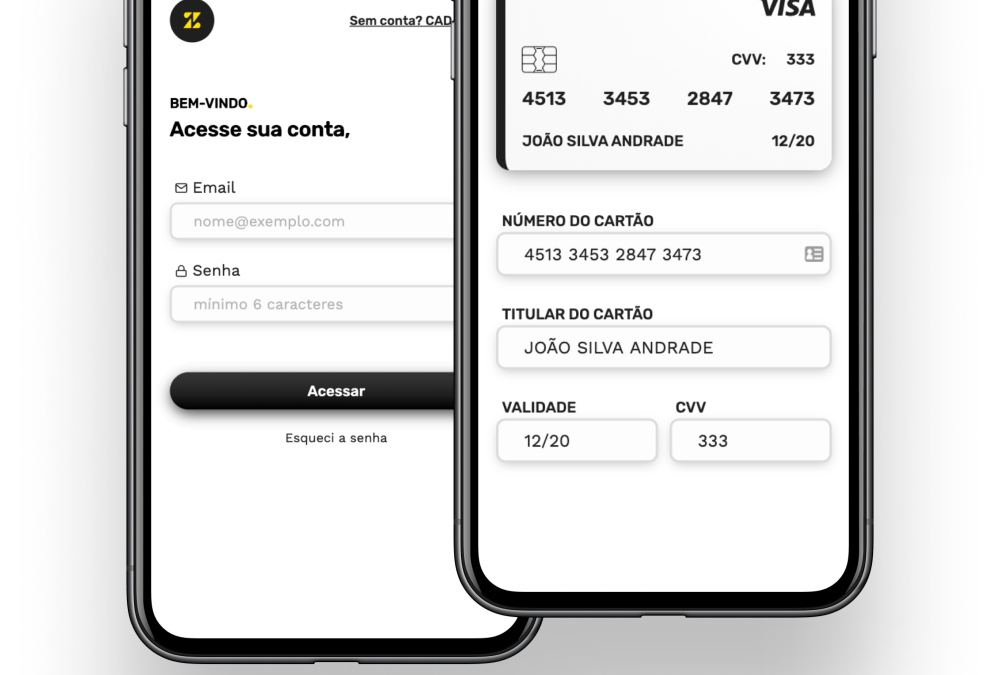 Sem conta? CAD
BEM-VINDO.
Acesse sua conta,
Email
nome@exemplo.com
Senha
mínimo 6 caracteres
Acessar
Esqueci a senha
VISA
CVV: 333
4513 3453 2847 3473
JOÃO SILVA ANDRADE 12/20
NÚMERO DO CARTÃO
4513 3453 2847 3473
TITULAR DO CARTÃO
JOÃO SILVA ANDRADE
VALIDADE CVV
12/20 333